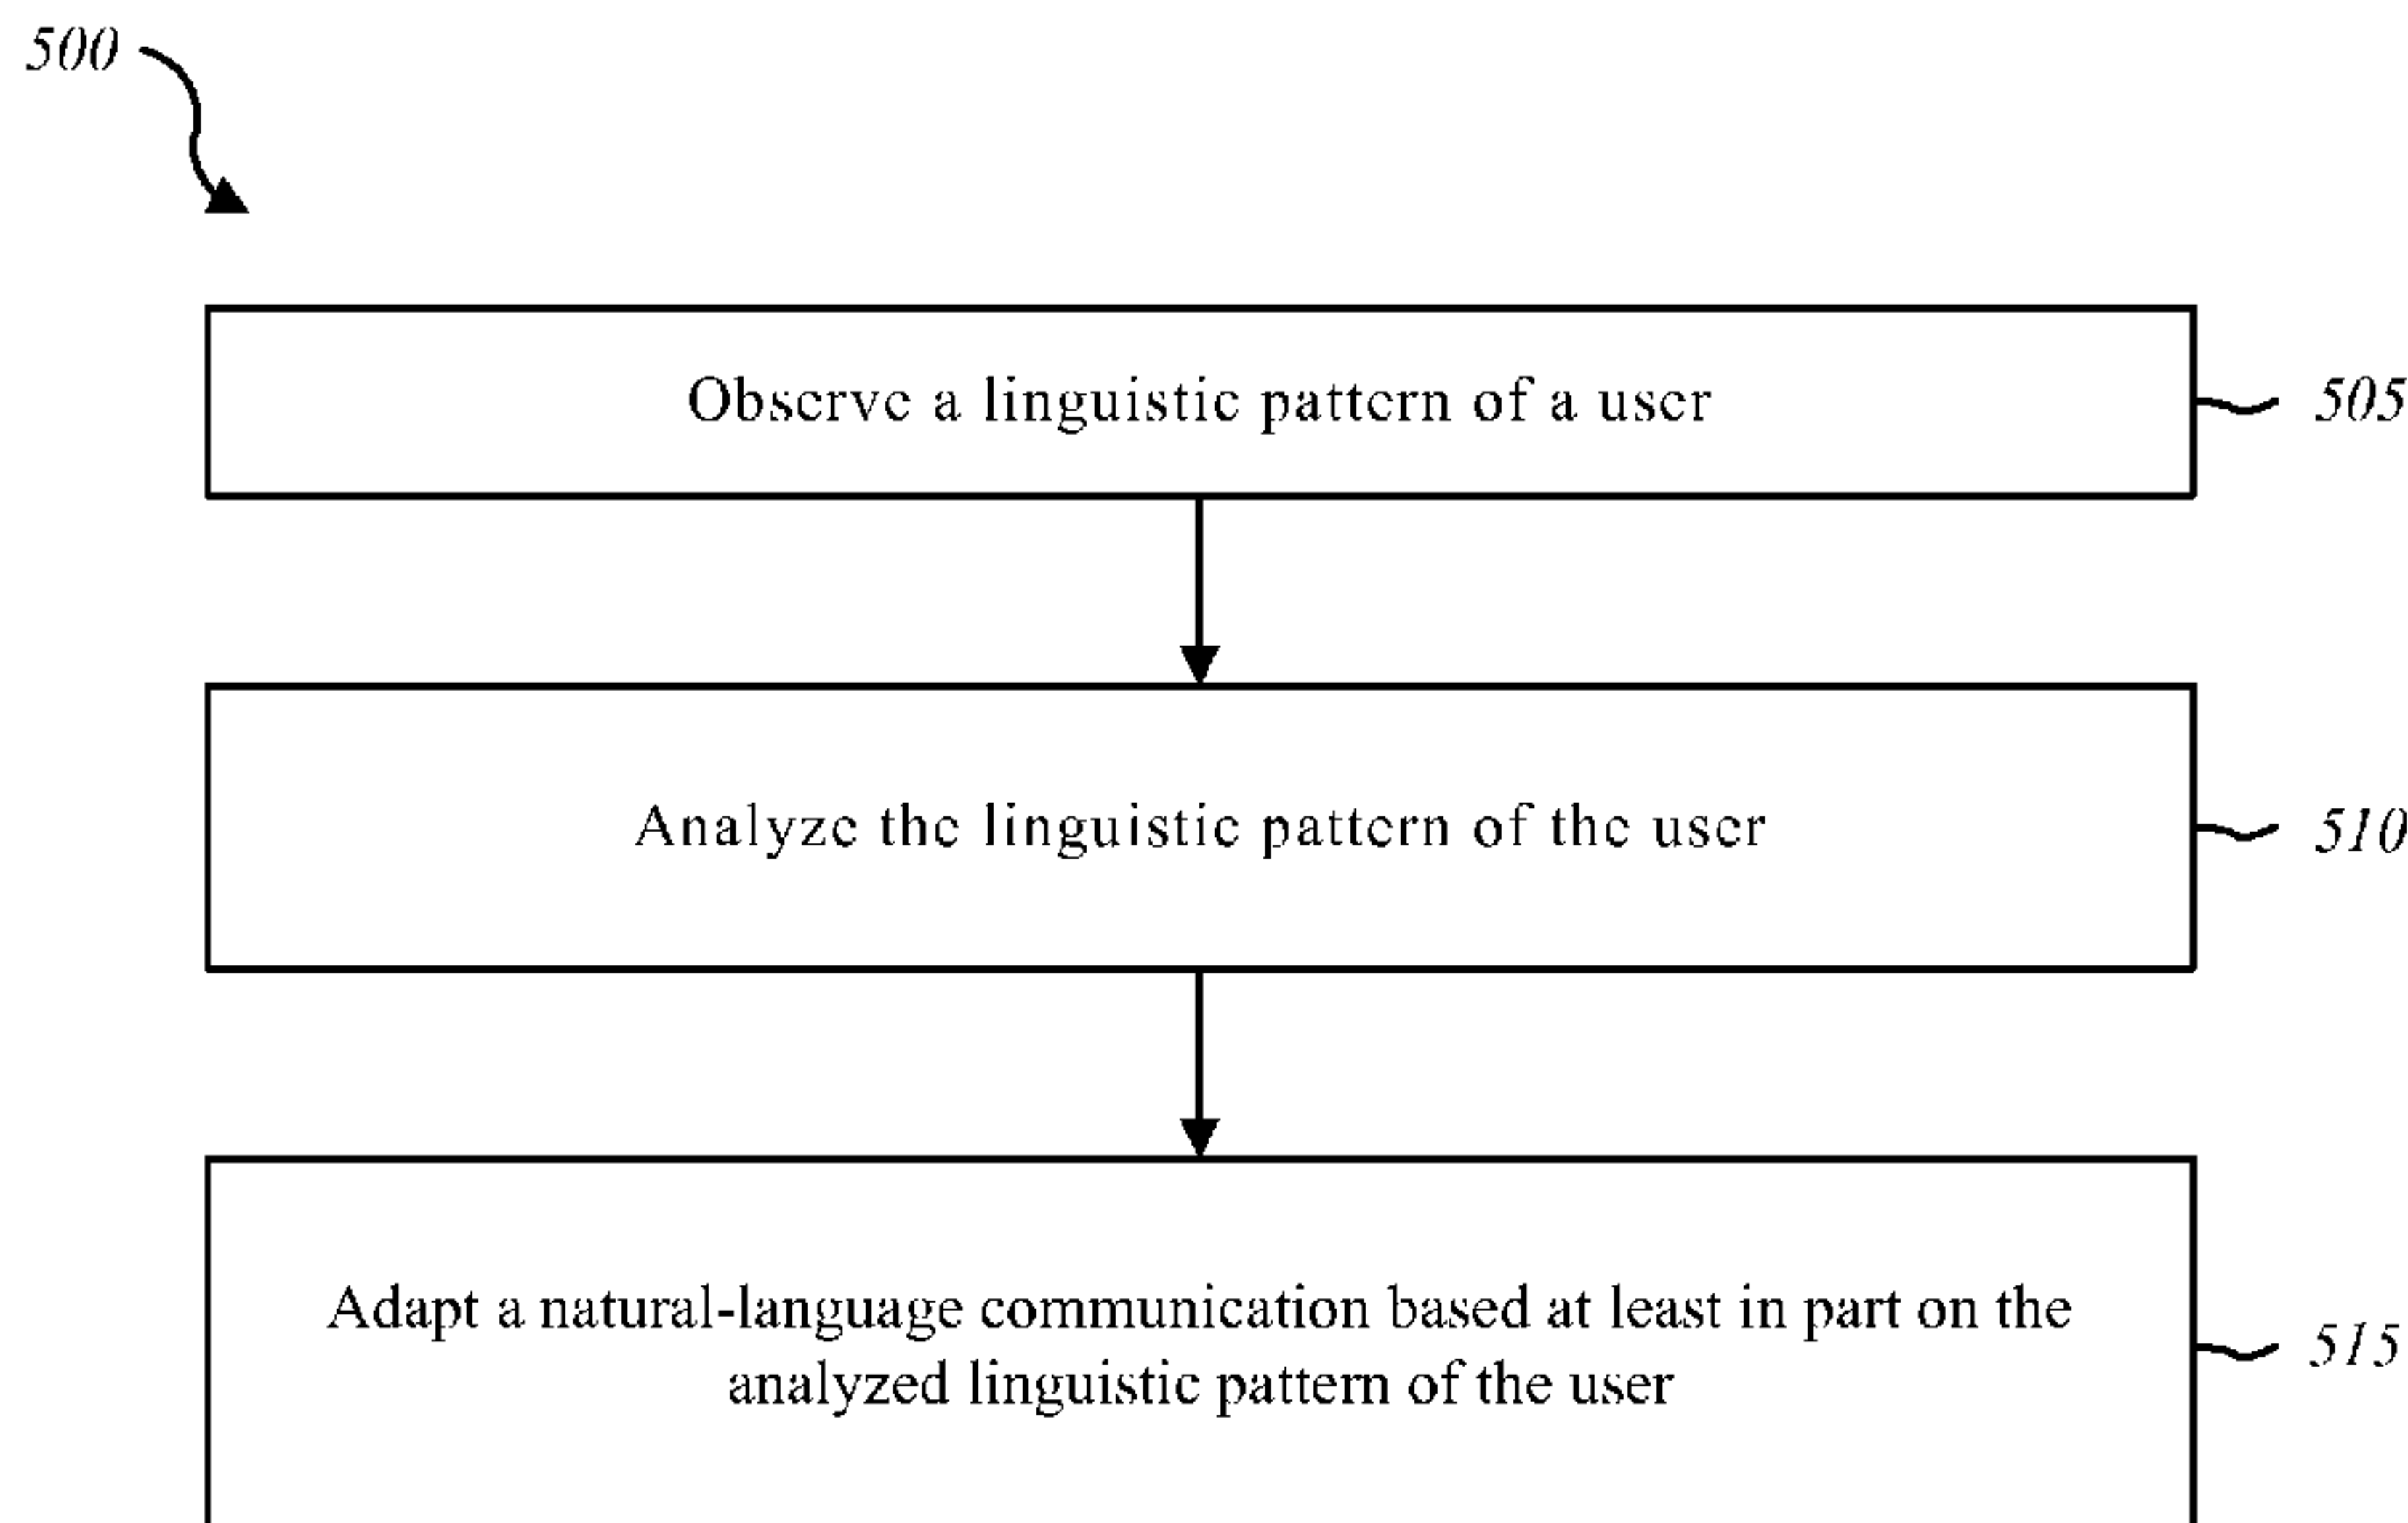 500
Observe a linguistic pattern of a user
505
Analyze the linguistic pattern of the user
510
Adapt a natural-language communication based at least in part on the
analyzed linguistic pattern of the user
515